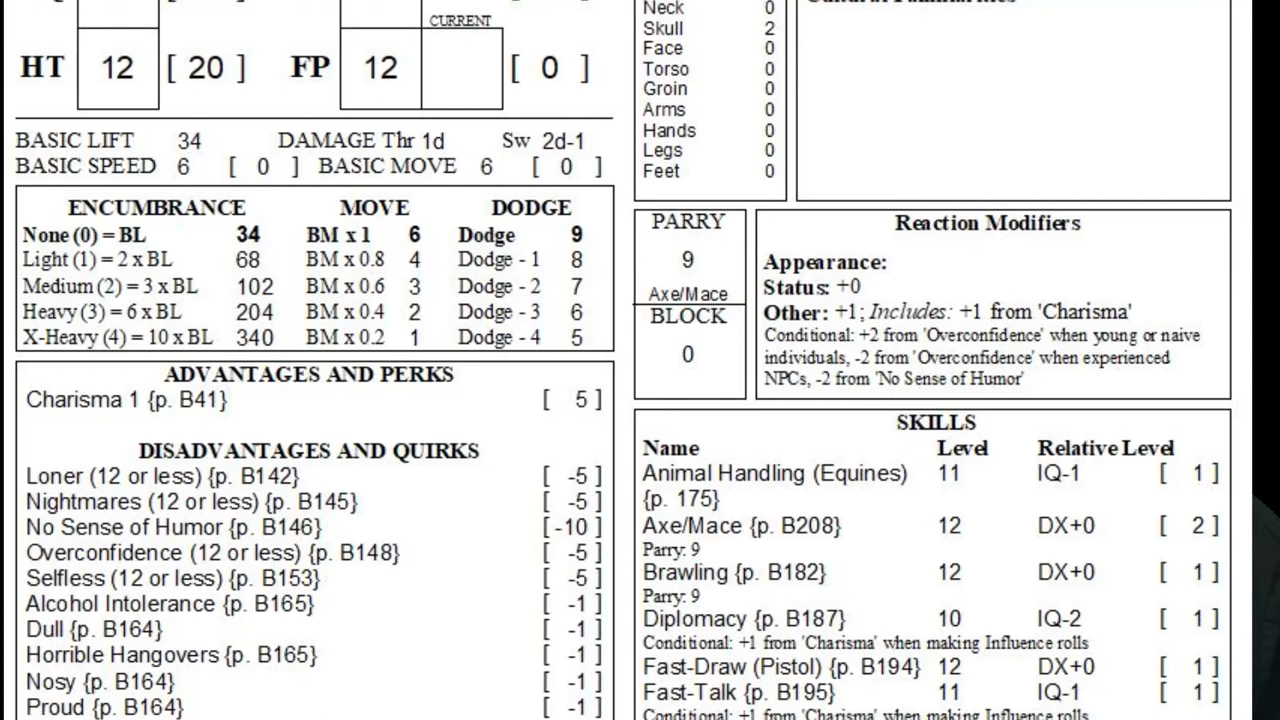 CURRENT
HT 12 [ 20 ] FP 12 [ 0 ]
BASIC LIFT 34 DAMAGE Thr 1d Sw 2d-1
BASIC SPEED 6 [ 0 ] BASIC MOVE 6 [ 0 ]
ENCUMBRANCE MOVE DODGE
None (0) = BL 34 BM x 1 6 Dodge 9
Light (1) = 2 x BL 68 BM x 0.8 4 Dodge - 1 8
Medium (2) = 3 x BL 102 BM x 0.6 3 Dodge - 2 7
Heavy (3) = 6 x BL 204 BM x 0.4 2 Dodge - 3 6
X-Heavy (4) = 10 x BL 340 BM x 0.2 1 Dodge - 4 5
ADVANTAGES AND PERKS
Charisma 1 {p. B41} [ 5 ]
DISADVANTAGES AND QUIRKS
Loner (12 or less) {p. B142} [ -5 ]
Nightmares (12 or less) {p. B145} [ -5 ]
No Sense of Humor {p. B146} [ -10 ]
Overconfidence (12 or less) {p. B148} [ -5 ]
Selfless (12 or less) {p. B153} [ -5 ]
Alcohol Intolerance {p. B165} [ -1 ]
Dull {p. B164} [ -1 ]
Horrible Hangovers {p. B165} [ -1 ]
Nosy {p. B164} [ -1 ]
Proud {p. B164} [ -1 ]
Neck 0
Skull 2
Face 0
Torso 0
Groin 0
Arms 0
Hands 0
Legs 0
Feet 0
PARRY
9
Axe/Mace
BLOCK
0
Reaction Modifiers
Appearance:
Status: +0
Other: +1; Includes: +1 from 'Charisma'
Conditional: +2 from 'Overconfidence' when young or naive
individuals, -2 from 'Overconfidence' when experienced
NPCs, -2 from 'No Sense of Humor'
SKILLS
Name Level Relative Level
Animal Handling (Equines) 11 IQ-1 [ 1 ]
{p. 175}
Axe/Mace {p. B208} 12 DX+0 [ 2 ]
Parry: 9
Brawling {p. B182} 12 DX+0 [ 1 ]
Parry: 9
Diplomacy {p. B187} 10 IQ-2 [ 1 ]
Conditional: +1 from 'Charisma' when making Influence rolls
Fast-Draw (Pistol) {p. B194} 12 DX+0 [ 1 ]
Fast-Talk {p. B195} 11 IQ-1 [ 1 ]
Conditional: +1 from 'Charisma' when making Influence rolls